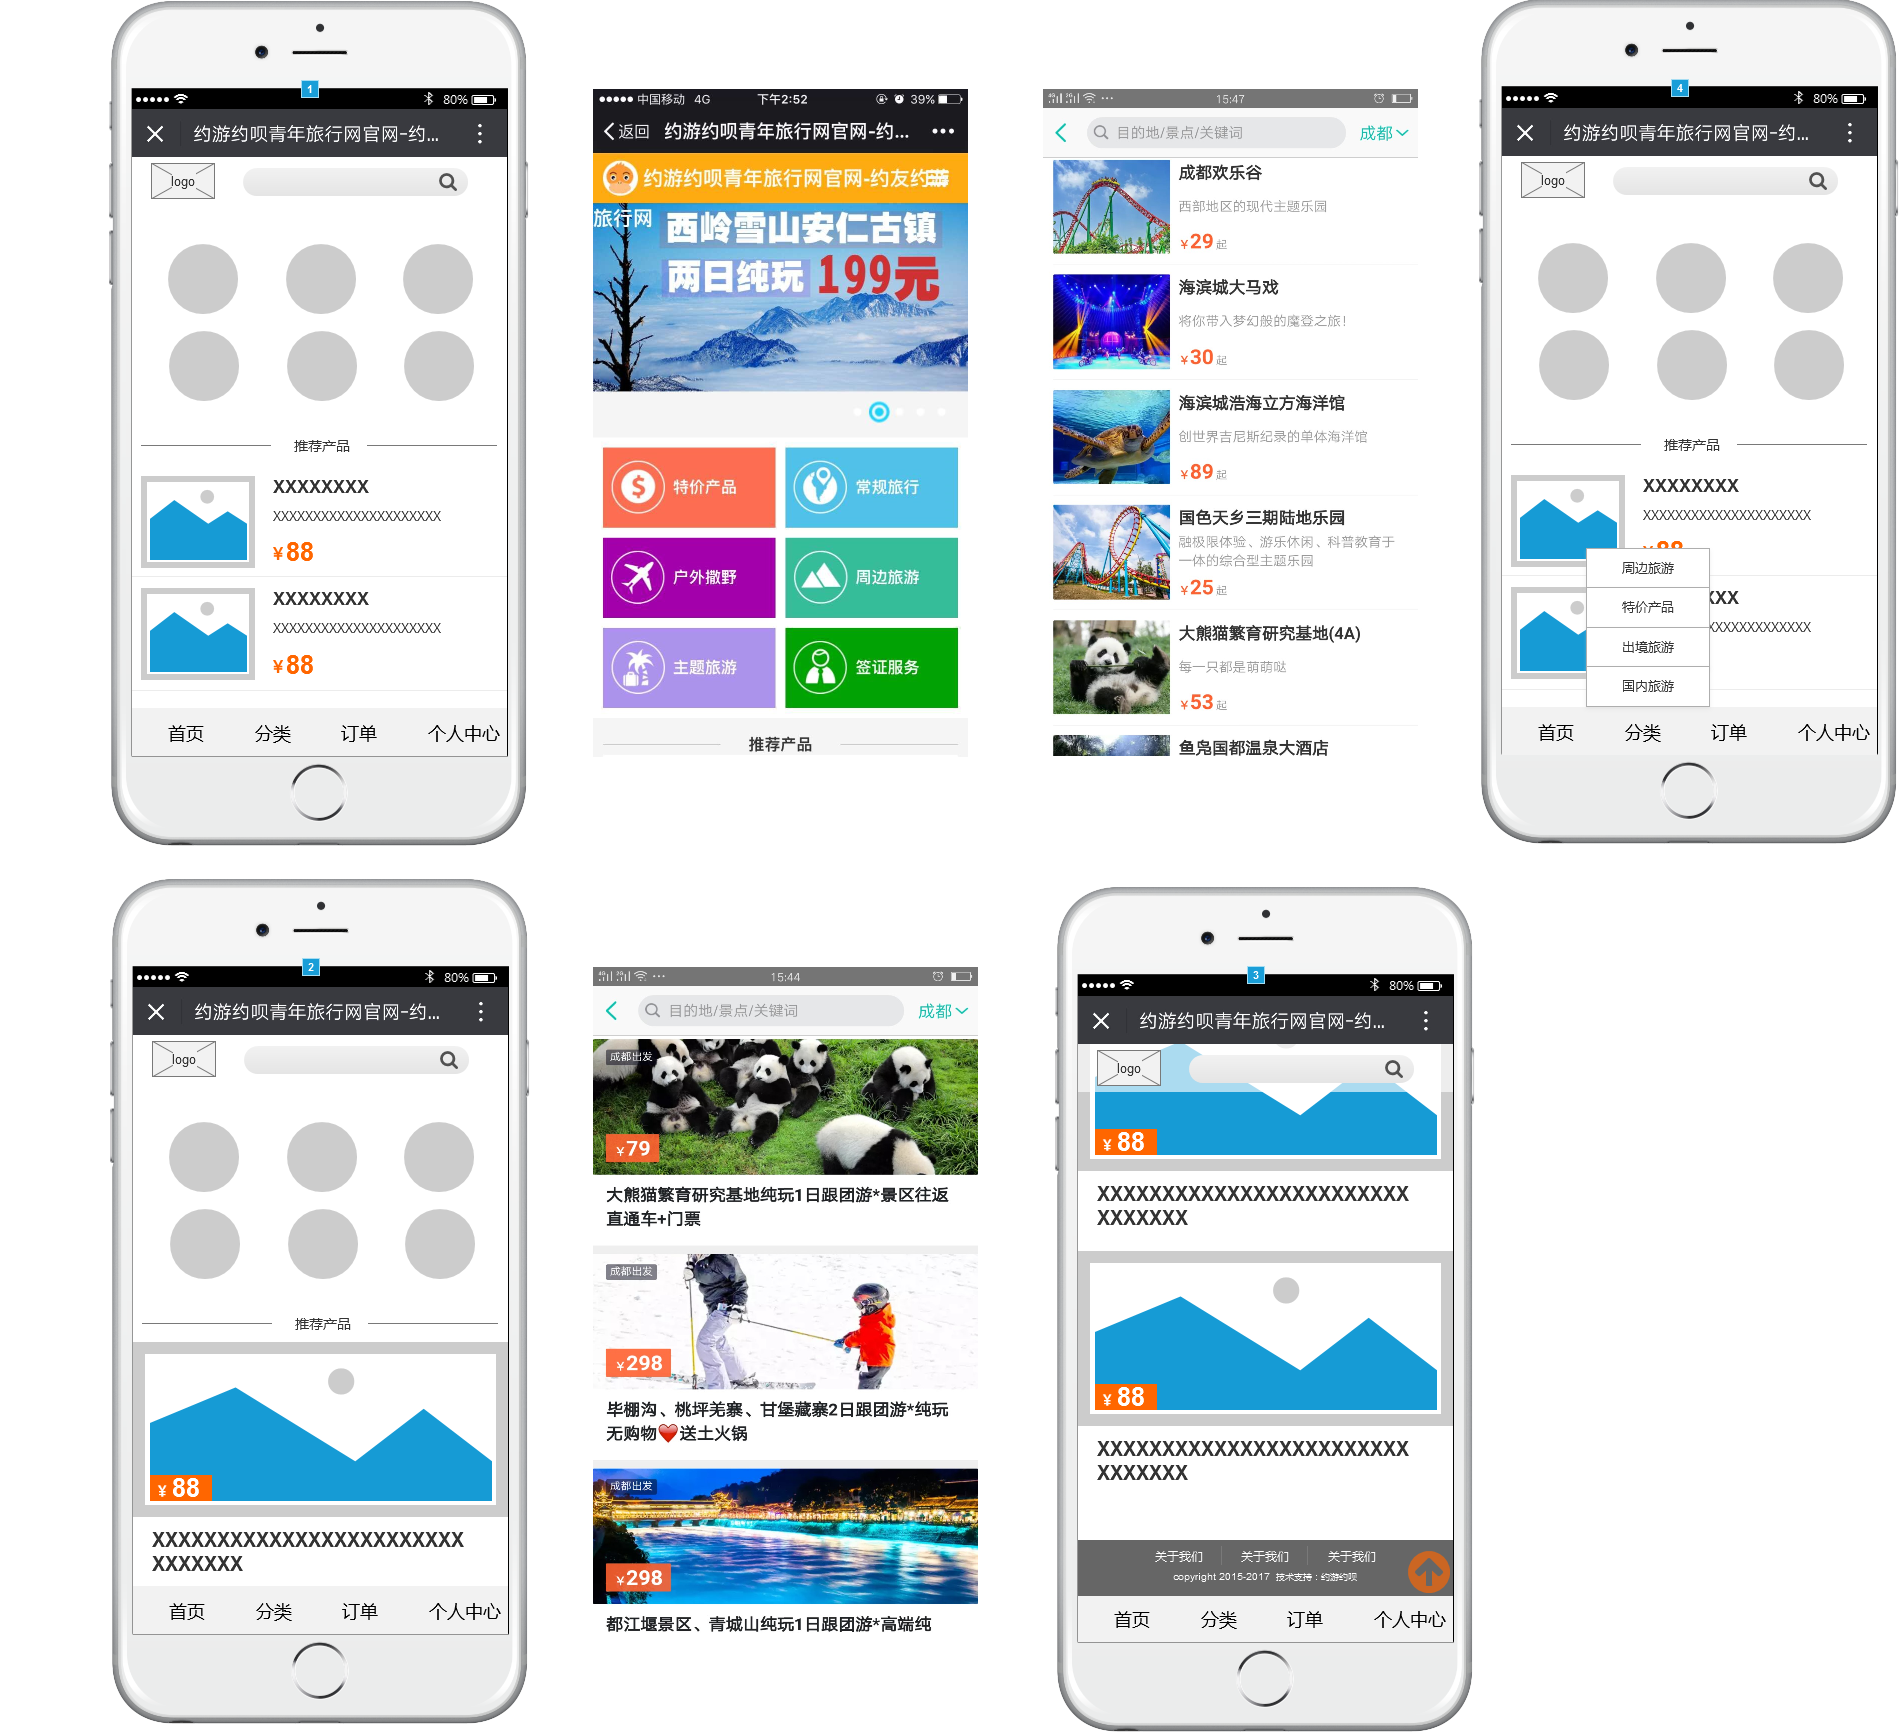 1
80%
约游约呗青年旅行网官网-约...
logo
推荐产品
XXXXXXXX
XXXXXXXXXXXXXXXXXXXXX
¥88
XXXXXXXX
XXXXXXXXXXXXXXXXXXXXX
¥88
首页 分类 订单 个人中心
中国移动 4G 下午2:52 39%
返回 约游约呗青年旅行网官网-约...
约游约呗青年旅行网官网-约友约
旅行网
西岭雪山安仁古镇
两日纯玩 199元
特价产品 常规旅行
户外撒野 周边旅游
主题旅游 签证服务
推荐产品
15:47
目的地/景点/关键词 成都
成都欢乐谷
西部地区的现代主题乐园
¥29起
海滨城大马戏
将你带入梦幻般的魔登之旅!
¥30起
海滨城浩海立方海洋馆
创世界吉尼斯纪录的单体海洋馆
¥89起
国色天乡三期陆地乐园
融极限体验、游乐休闲、科普教育于
一体的综合型主题乐园
¥25起
大熊猫繁育研究基地(4A)
每一只都是萌萌哒
¥53起
鱼凫国都温泉大酒店
4
80%
约游约呗青年旅行网官网-约...
logo
推荐产品
XXXXXXXX
XXXXXXXXXXXXXXXXXXXXX
¥88
周边旅游
特价产品
出境旅游
国内旅游
XXX
XXXXXXXXXXXXX
首页 分类 订单 个人中心
2
80%
约游约呗青年旅行网官网-约...
logo
推荐产品
¥88
XXXXXXXXXXXXXXXXXXXXXXXX
XXXXXXX
首页 分类 订单 个人中心
15:44
目的地/景点/关键词 成都
成都出发
¥79
大熊猫繁育研究基地纯玩1日跟团游*景区往返
直通车+门票
成都出发
¥298
毕棚沟、桃坪羌寨、甘堡藏寨2日跟团游*纯玩
无购物❤送土火锅
成都出发
¥298
都江堰景区、青城山纯玩1日跟团游*高端纯
3
80%
约游约呗青年旅行网官网-约...
logo
¥88
XXXXXXXXXXXXXXXXXXXXXXXX
XXXXXXX
¥88
XXXXXXXXXXXXXXXXXXXXXXXX
XXXXXXX
关于我们 关于我们 关于我们
copyright 2015-2017 技术支持：约游约呗
首页 分类 订单 个人中心